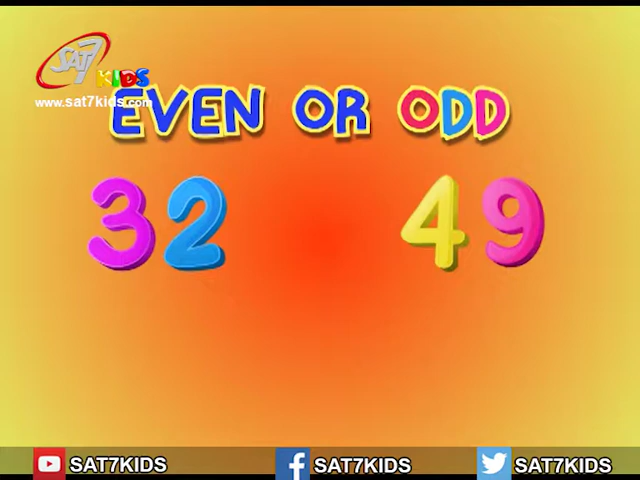 SAT7
KIDS
www.sat7kids.com
EVEN OR ODD
32 49
SAT7KIDS SAT7KIDS SAT7KIDS